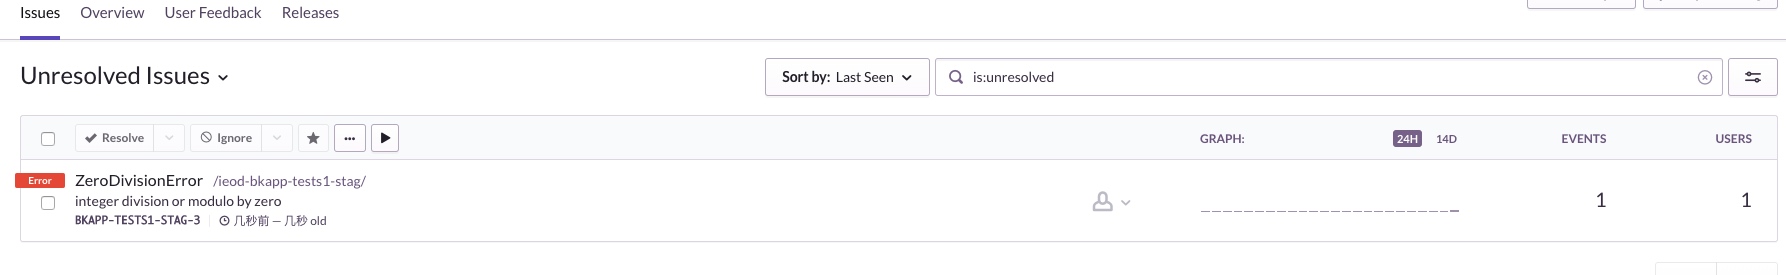 Issues Overview User Feedback Releases
Unresolved Issues
Sort by: Last Seen
is:unresolved
Resolve Ignore GRAPH: 24H 14D EVENTS USERS
Error ZeroDivisionError /ieod-bkapp-tests1-stag/
integer division or modulo by zero 1 1
BKAPP-TESTS1-STAG-3 几秒前 — 几秒 old